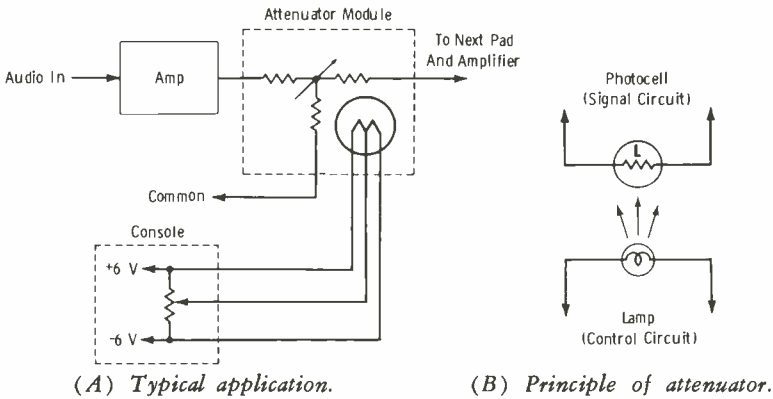 Attenuator Module
To Next Pad
And Amplifier
Audio In
Amp
Common
Console
+6 V
-6 V
(A) Typical application.
Photocell
(Signal Circuit)
L
Lamp
(Control Circuit)
(B) Principle of attenuator.